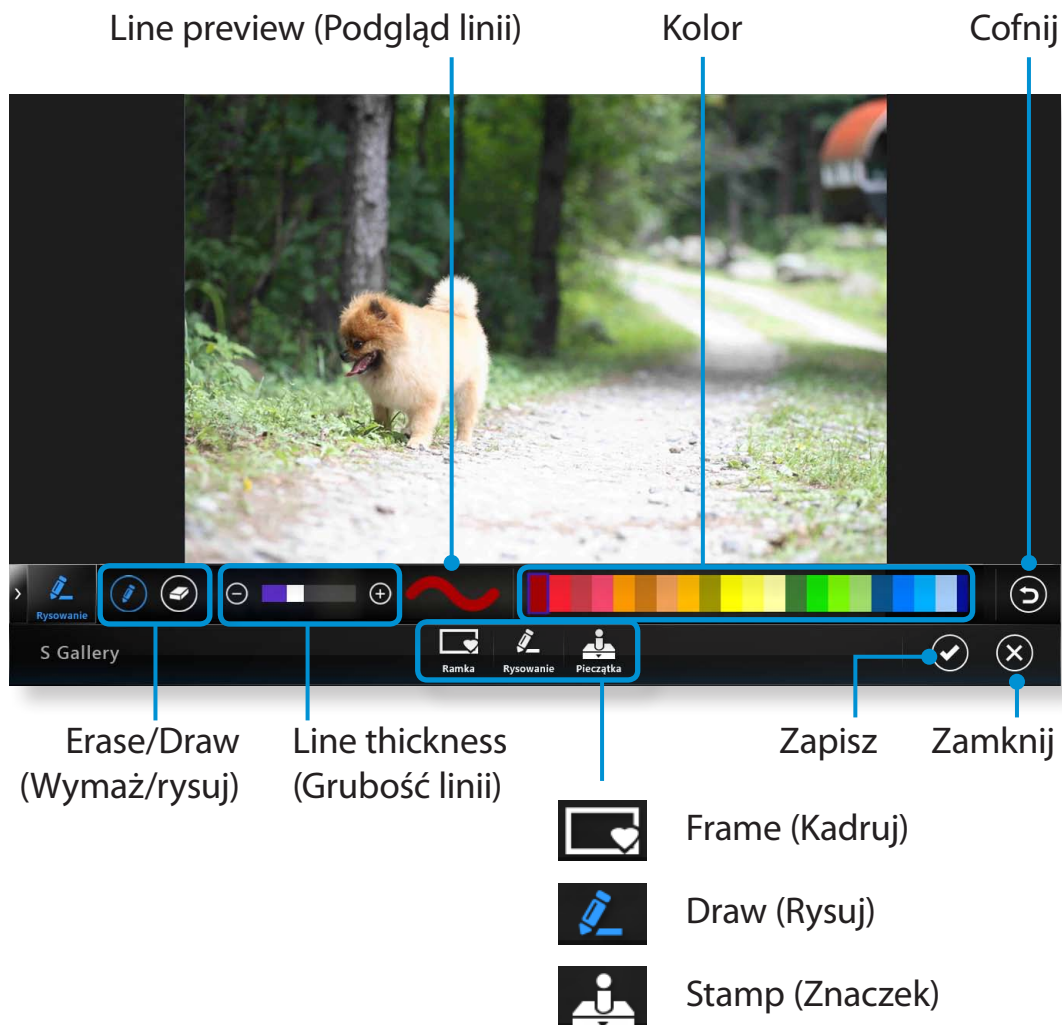 Line preview (Podgląd linii)
Kolor
Cofnij
Rysowanie
S Gallery
Ramka
Rysowanie
Pieczątka
Erase/Draw
(Wymaż/rysuj)
Line thickness
(Grubość linii)
Zapisz
Zamknij
Frame (Kadruj)
Draw (Rysuj)
Stamp (Znaczek)